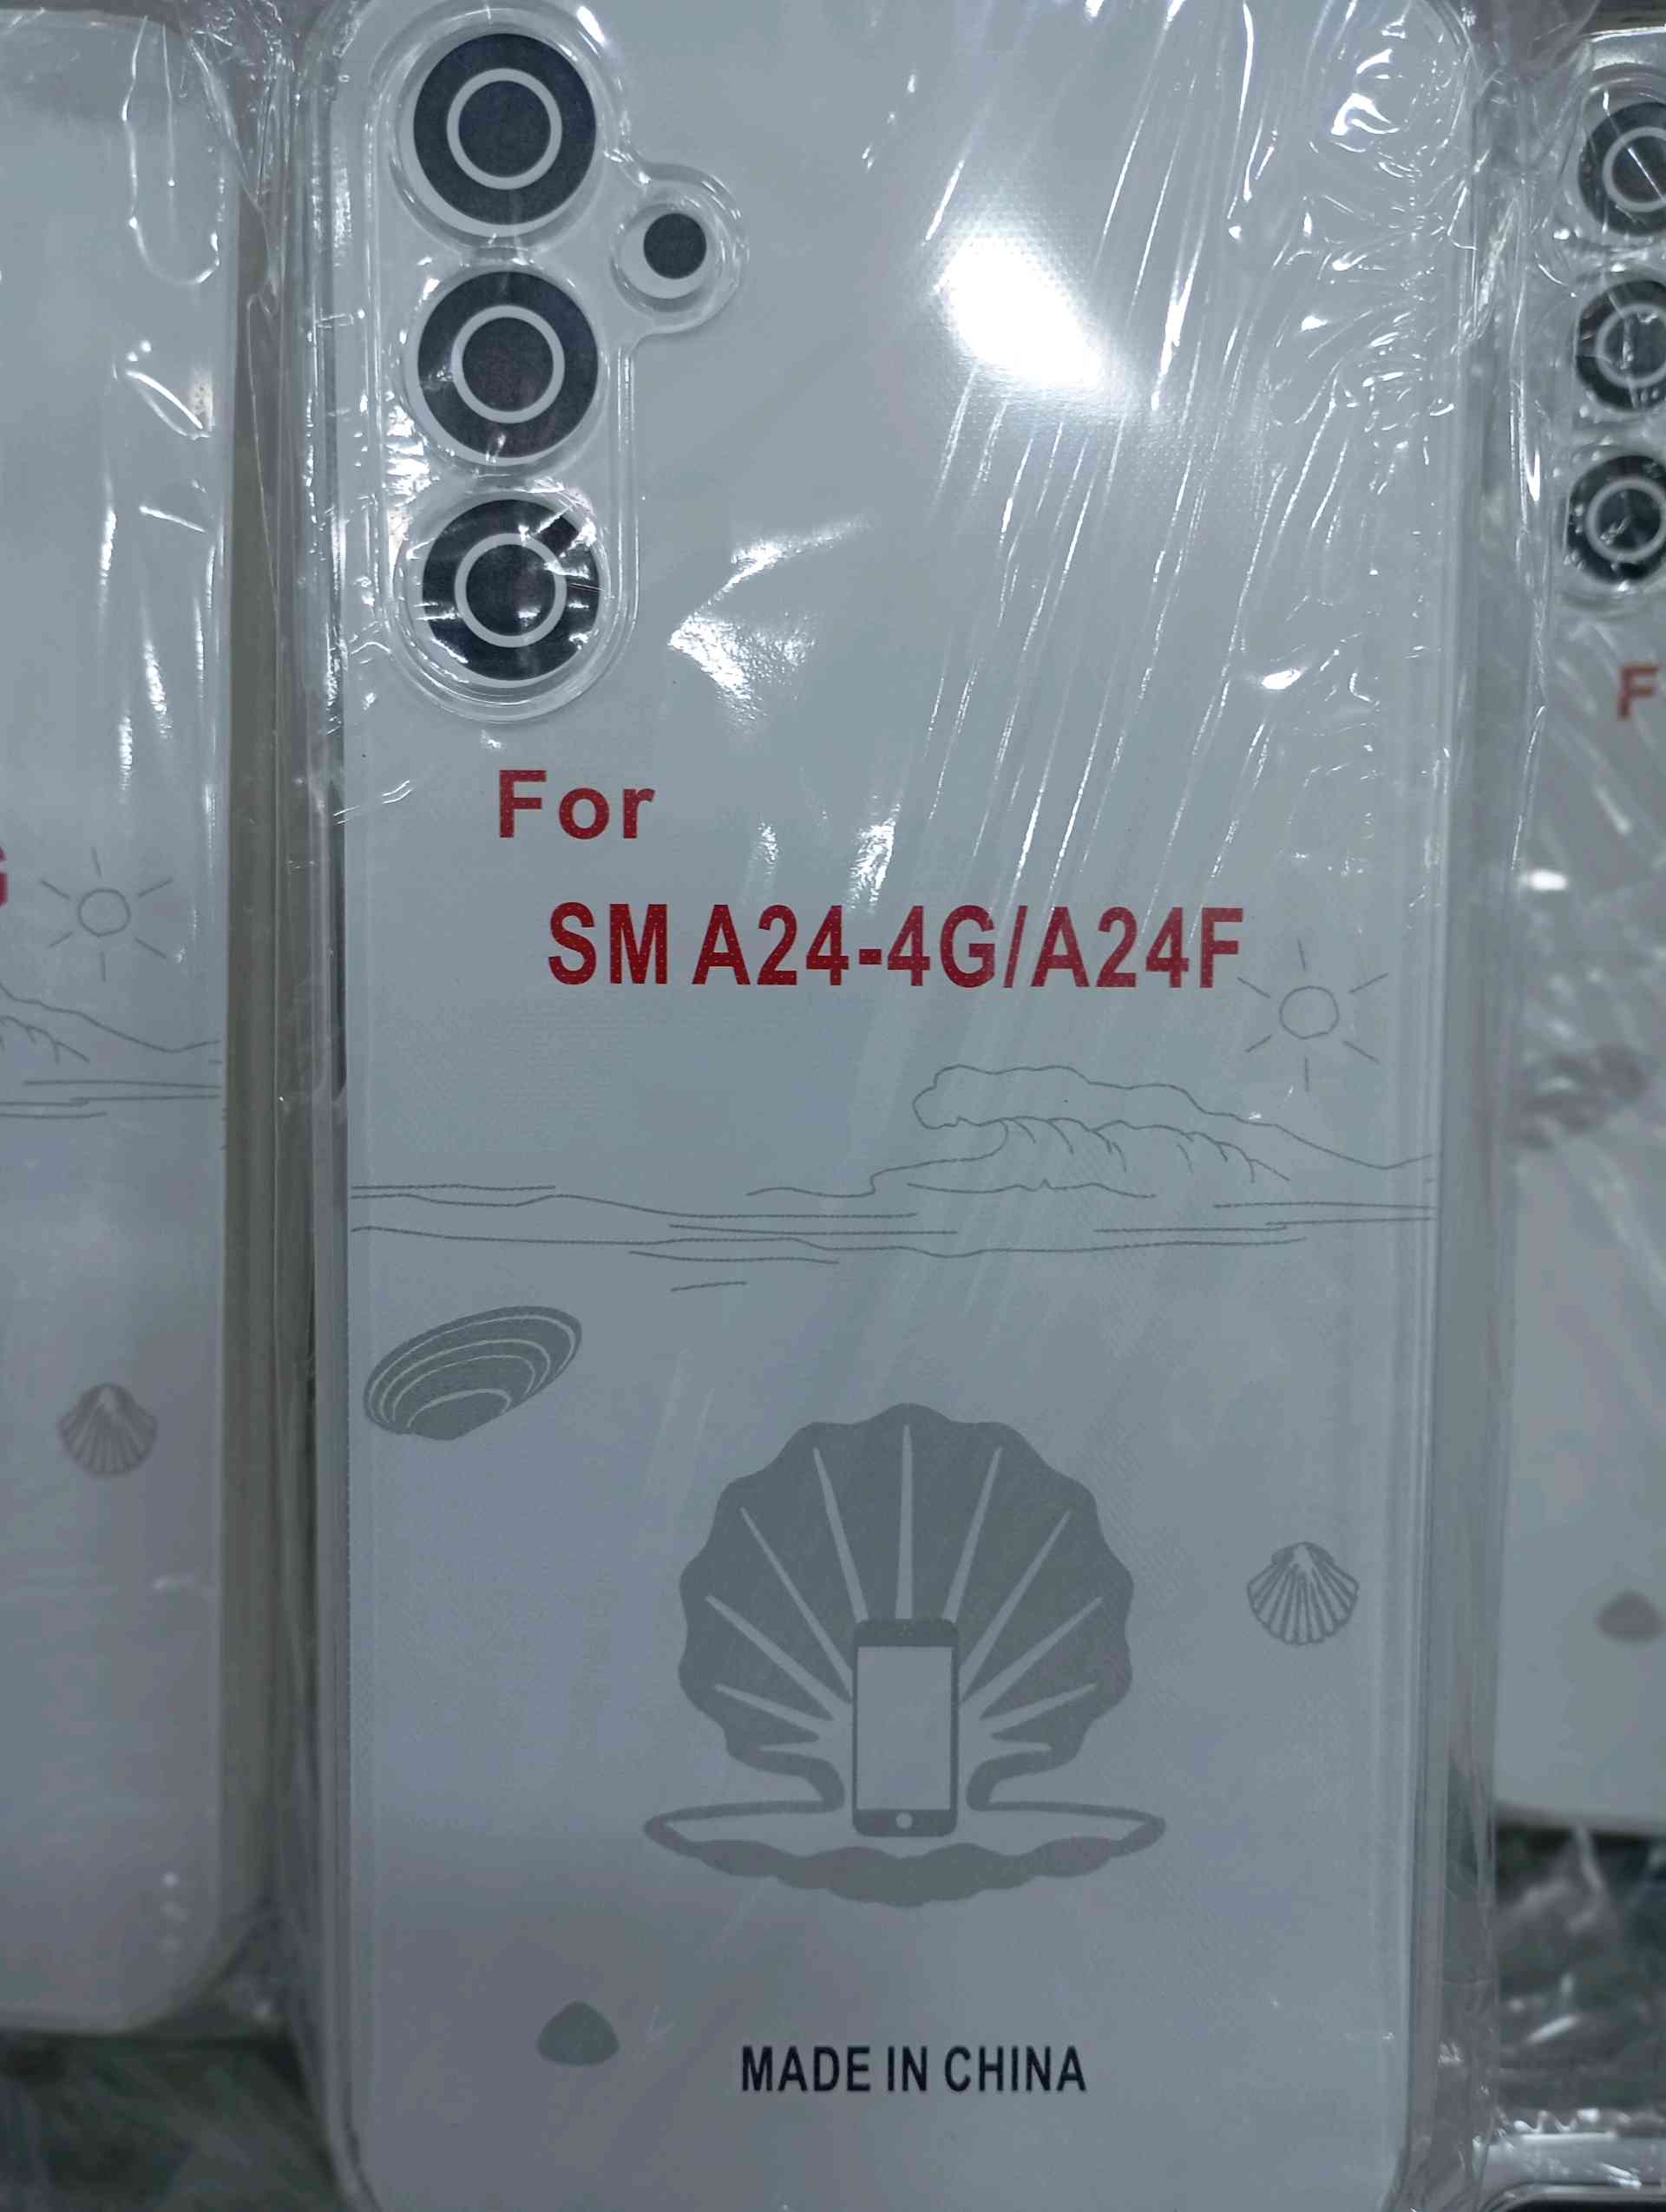 For
SM A24-4G/A24F
MADE IN CHINA
F